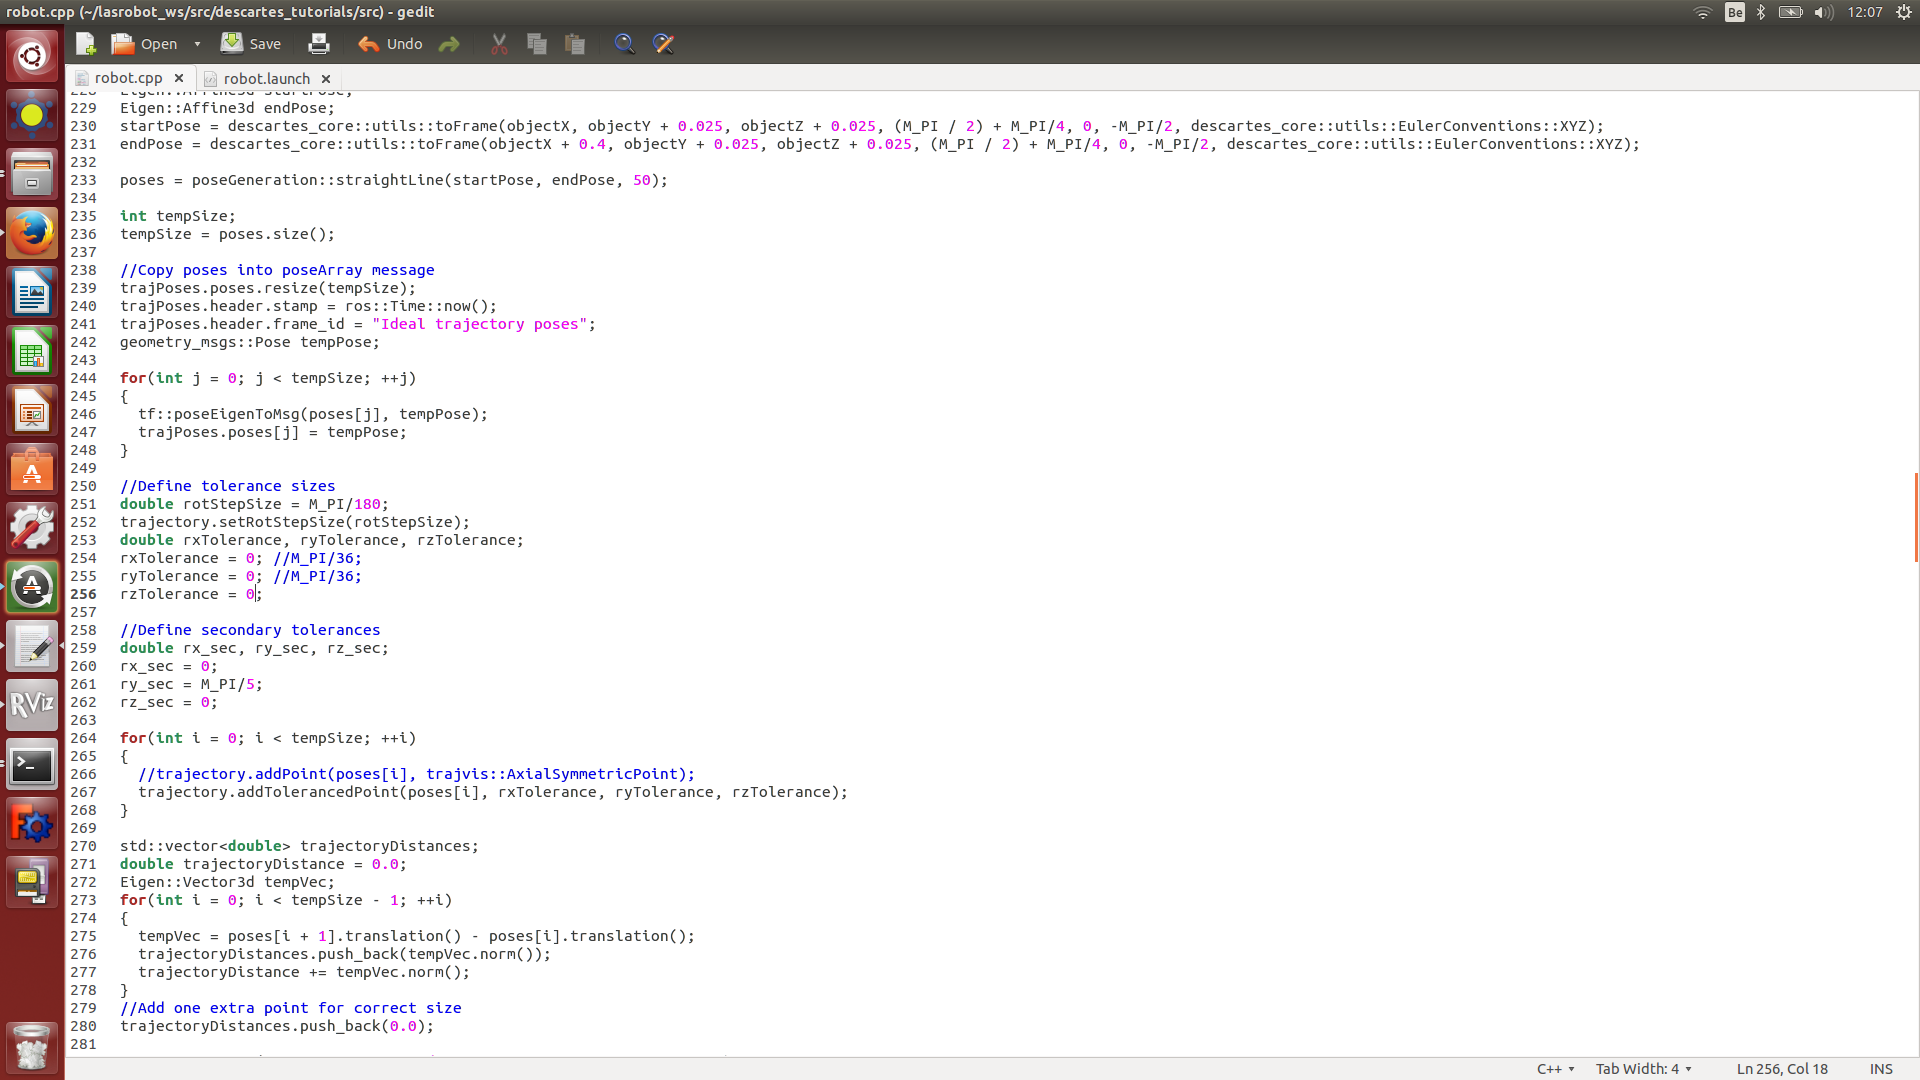 robot.cpp (~/lasrobot_ws/src/descartes_tutorials/src) - gedit
Be
12:07
Open Save Undo
robot.cpp robot.launch
228 Eigen::Affine3d startPose;
229 Eigen::Affine3d endPose;
230 startPose = descartes_core::utils::toFrame(objectX, objectY + 0.025, objectZ + 0.025, (M_PI / 2) + M_PI/4, 0, -M_PI/2, descartes_core::utils::EulerConventions::XYZ);
231 endPose = descartes_core::utils::toFrame(objectX + 0.4, objectY + 0.025, objectZ + 0.025, (M_PI / 2) + M_PI/4, 0, -M_PI/2, descartes_core::utils::EulerConventions::XYZ);
232
233 poses = poseGeneration::straightLine(startPose, endPose, 50);
234
235 int tempSize;
236 tempSize = poses.size();
237
238 //Copy poses into poseArray message
239 trajPoses.poses.resize(tempSize);
240 trajPoses.header.stamp = ros::Time::now();
241 trajPoses.header.frame_id = "Ideal trajectory poses";
242 geometry_msgs::Pose tempPose;
243
244 for(int j = 0; j < tempSize; ++j)
245 {
246   tf::poseEigenToMsg(poses[j], tempPose);
247   trajPoses.poses[j] = tempPose;
248 }
249
250 //Define tolerance sizes
251 double rotStepSize = M_PI/180;
252 trajectory.setRotStepSize(rotStepSize);
253 double rxTolerance, ryTolerance, rzTolerance;
254 rxTolerance = 0; //M_PI/36;
255 ryTolerance = 0; //M_PI/36;
256 rzTolerance = 0;
257
258 //Define secondary tolerances
259 double rx_sec, ry_sec, rz_sec;
260 rx_sec = 0;
261 ry_sec = M_PI/5;
262 rz_sec = 0;
263
264 for(int i = 0; i < tempSize; ++i)
265 {
266   //trajectory.addPoint(poses[i], trajvis::AxialSymmetricPoint);
267   trajectory.addTolerancedPoint(poses[i], rxTolerance, ryTolerance, rzTolerance);
268 }
269
270 std::vector<double> trajectoryDistances;
271 double trajectoryDistance = 0.0;
272 Eigen::Vector3d tempVec;
273 for(int i = 0; i < tempSize - 1; ++i)
274 {
275   tempVec = poses[i + 1].translation() - poses[i].translation();
276   trajectoryDistances.push_back(tempVec.norm());
277   trajectoryDistance += tempVec.norm();
278 }
279 //Add one extra point for correct size
280 trajectoryDistances.push_back(0.0);
281
RViz
C++ Tab Width: 4 Ln 256, Col 18 INS